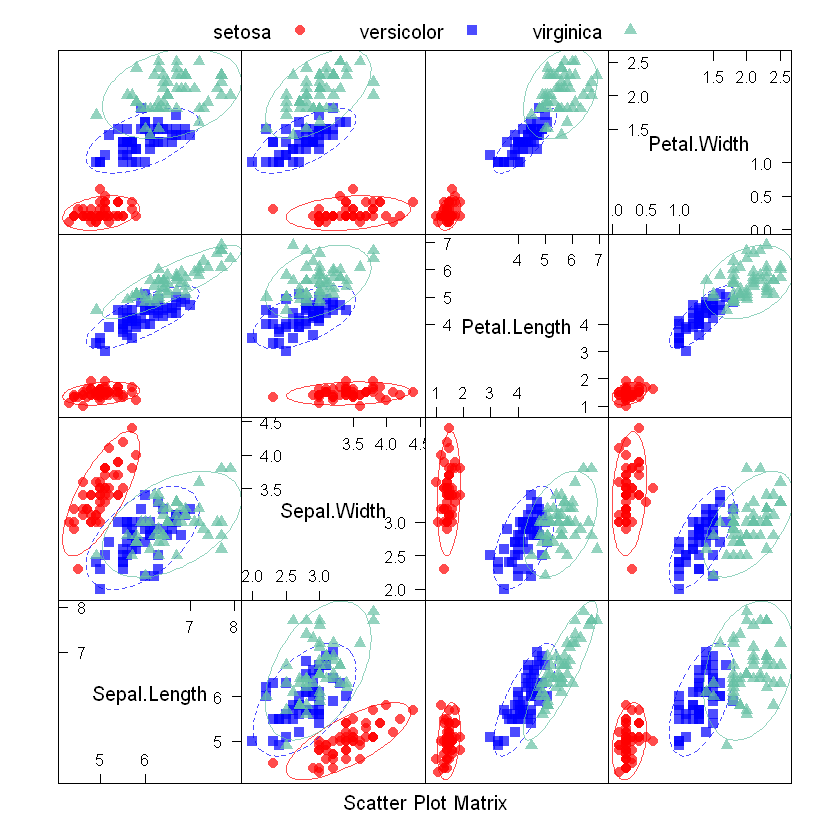 setosa versicolor virginica
1.5 2.0 2.5
2.5
2.0
1.5
Petal.Width
1.0
0.5
0.0
0.0 0.5 1.0
7 4 5 6 7
6
5
4
Petal.Length 4
3
2
1 2 3 4 1
4.5 3.5 4.0 4.5
4.0
3.5
Sepal.Width 3.0
2.5
2.0 2.5 3.0 2.0
8 7 8
7
Sepal.Length 6
5 6 5
Scatter Plot Matrix